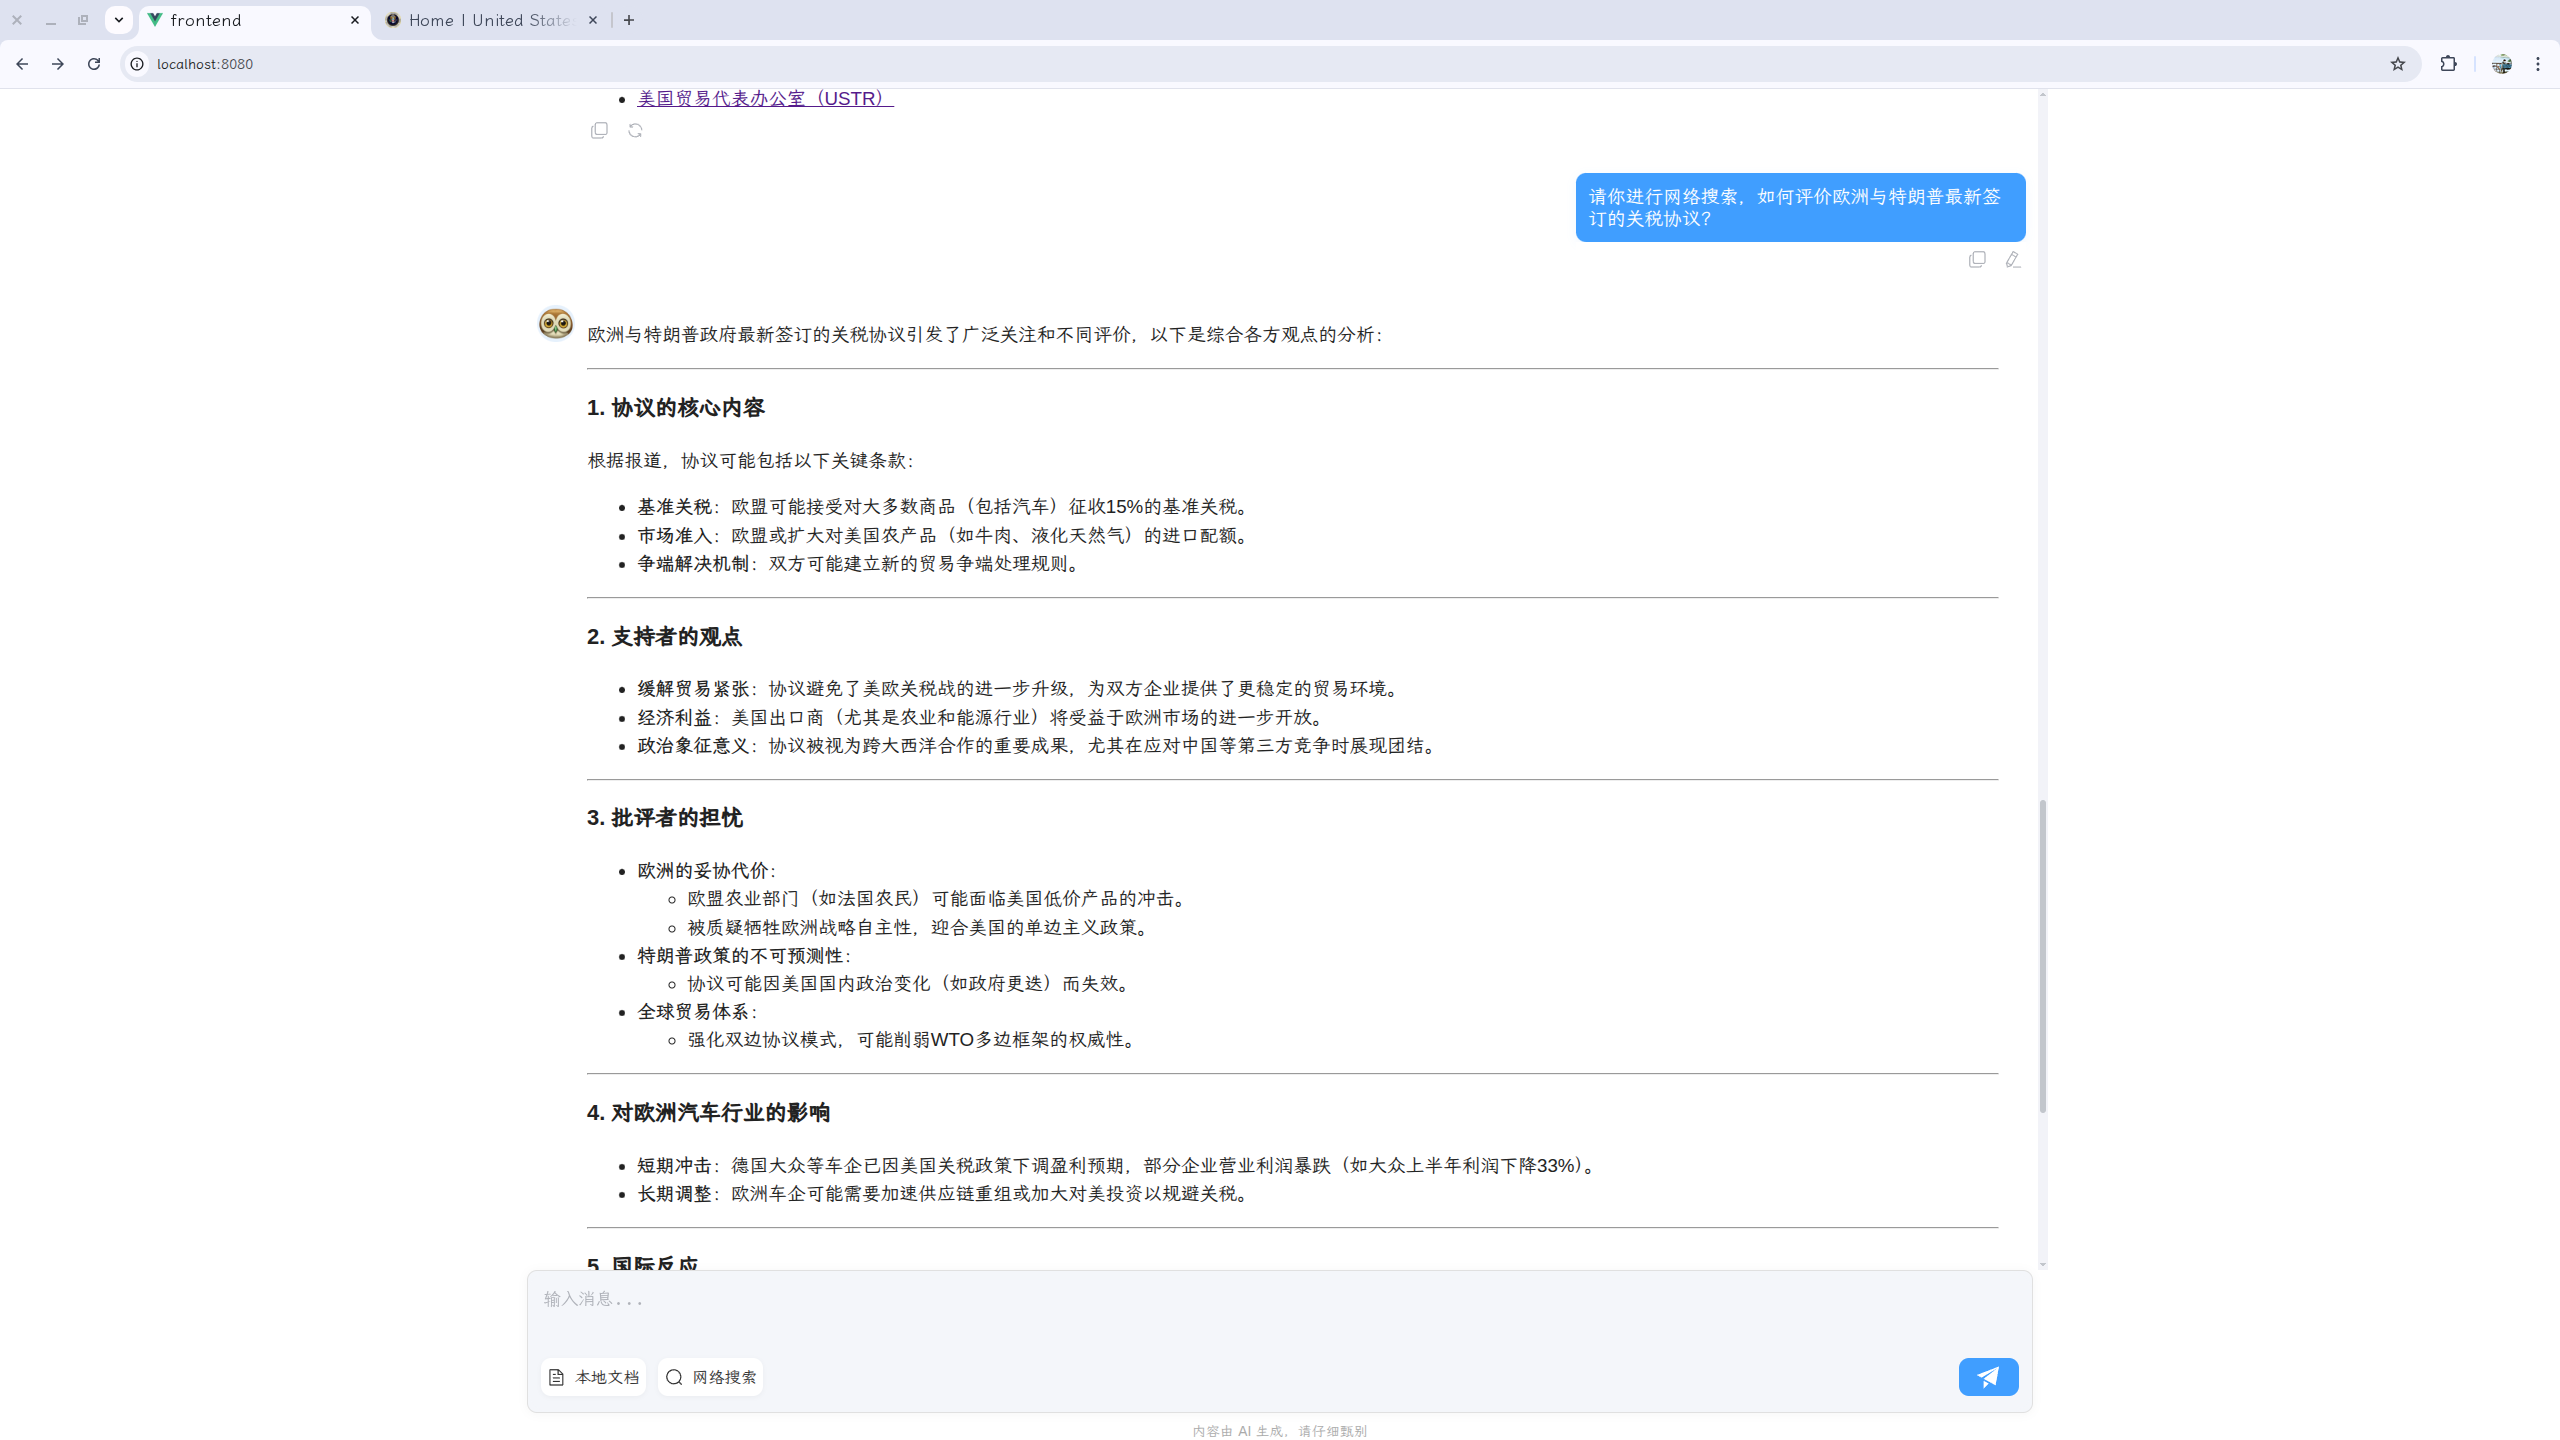 frontend
Home | United State
localhost:8080
美国贸易代表办公室（USTR）
请你进行网络搜索，如何评价欧洲与特朗普最新签
订的关税协议？
欧洲与特朗普政府最新签订的关税协议引发了广泛关注和不同评价，以下是综合各方观点的分析：
1. 协议的核心内容
根据报道，协议可能包括以下关键条款：
基准关税：欧盟可能接受对大多数商品（包括汽车）征收15%的基准关税。
市场准入：欧盟或扩大对美国农产品（如牛肉、液化天然气）的进口配额。
争端解决机制：双方可能建立新的贸易争端处理规则。
2. 支持者的观点
缓解贸易紧张：协议避免了美欧关税战的进一步升级，为双方企业提供了更稳定的贸易环境。
经济利益：美国出口商（尤其是农业和能源行业）将受益于欧洲市场的进一步开放。
政治象征意义：协议被视为跨大西洋合作的重要成果，尤其在应对中国等第三方竞争时展现团结。
3. 批评者的担忧
欧洲的妥协代价：
欧盟农业部门（如法国农民）可能面临美国低价产品的冲击。
被质疑牺牲欧洲战略自主性，迎合美国的单边主义政策。
特朗普政策的不可预测性：
协议可能因美国国内政治变化（如政府更迭）而失效。
全球贸易体系：
强化双边协议模式，可能削弱WTO多边框架的权威性。
4. 对欧洲汽车行业的影响
短期冲击：德国大众等车企已因美国关税政策下调盈利预期，部分企业营业利润暴跌（如大众上半年利润下降33%）。
长期调整：欧洲车企可能需要加速供应链重组或加大对美投资以规避关税。
5. 国际反应
输入消息...
本地文档
网络搜索
内容由 AI 生成，请仔细甄别